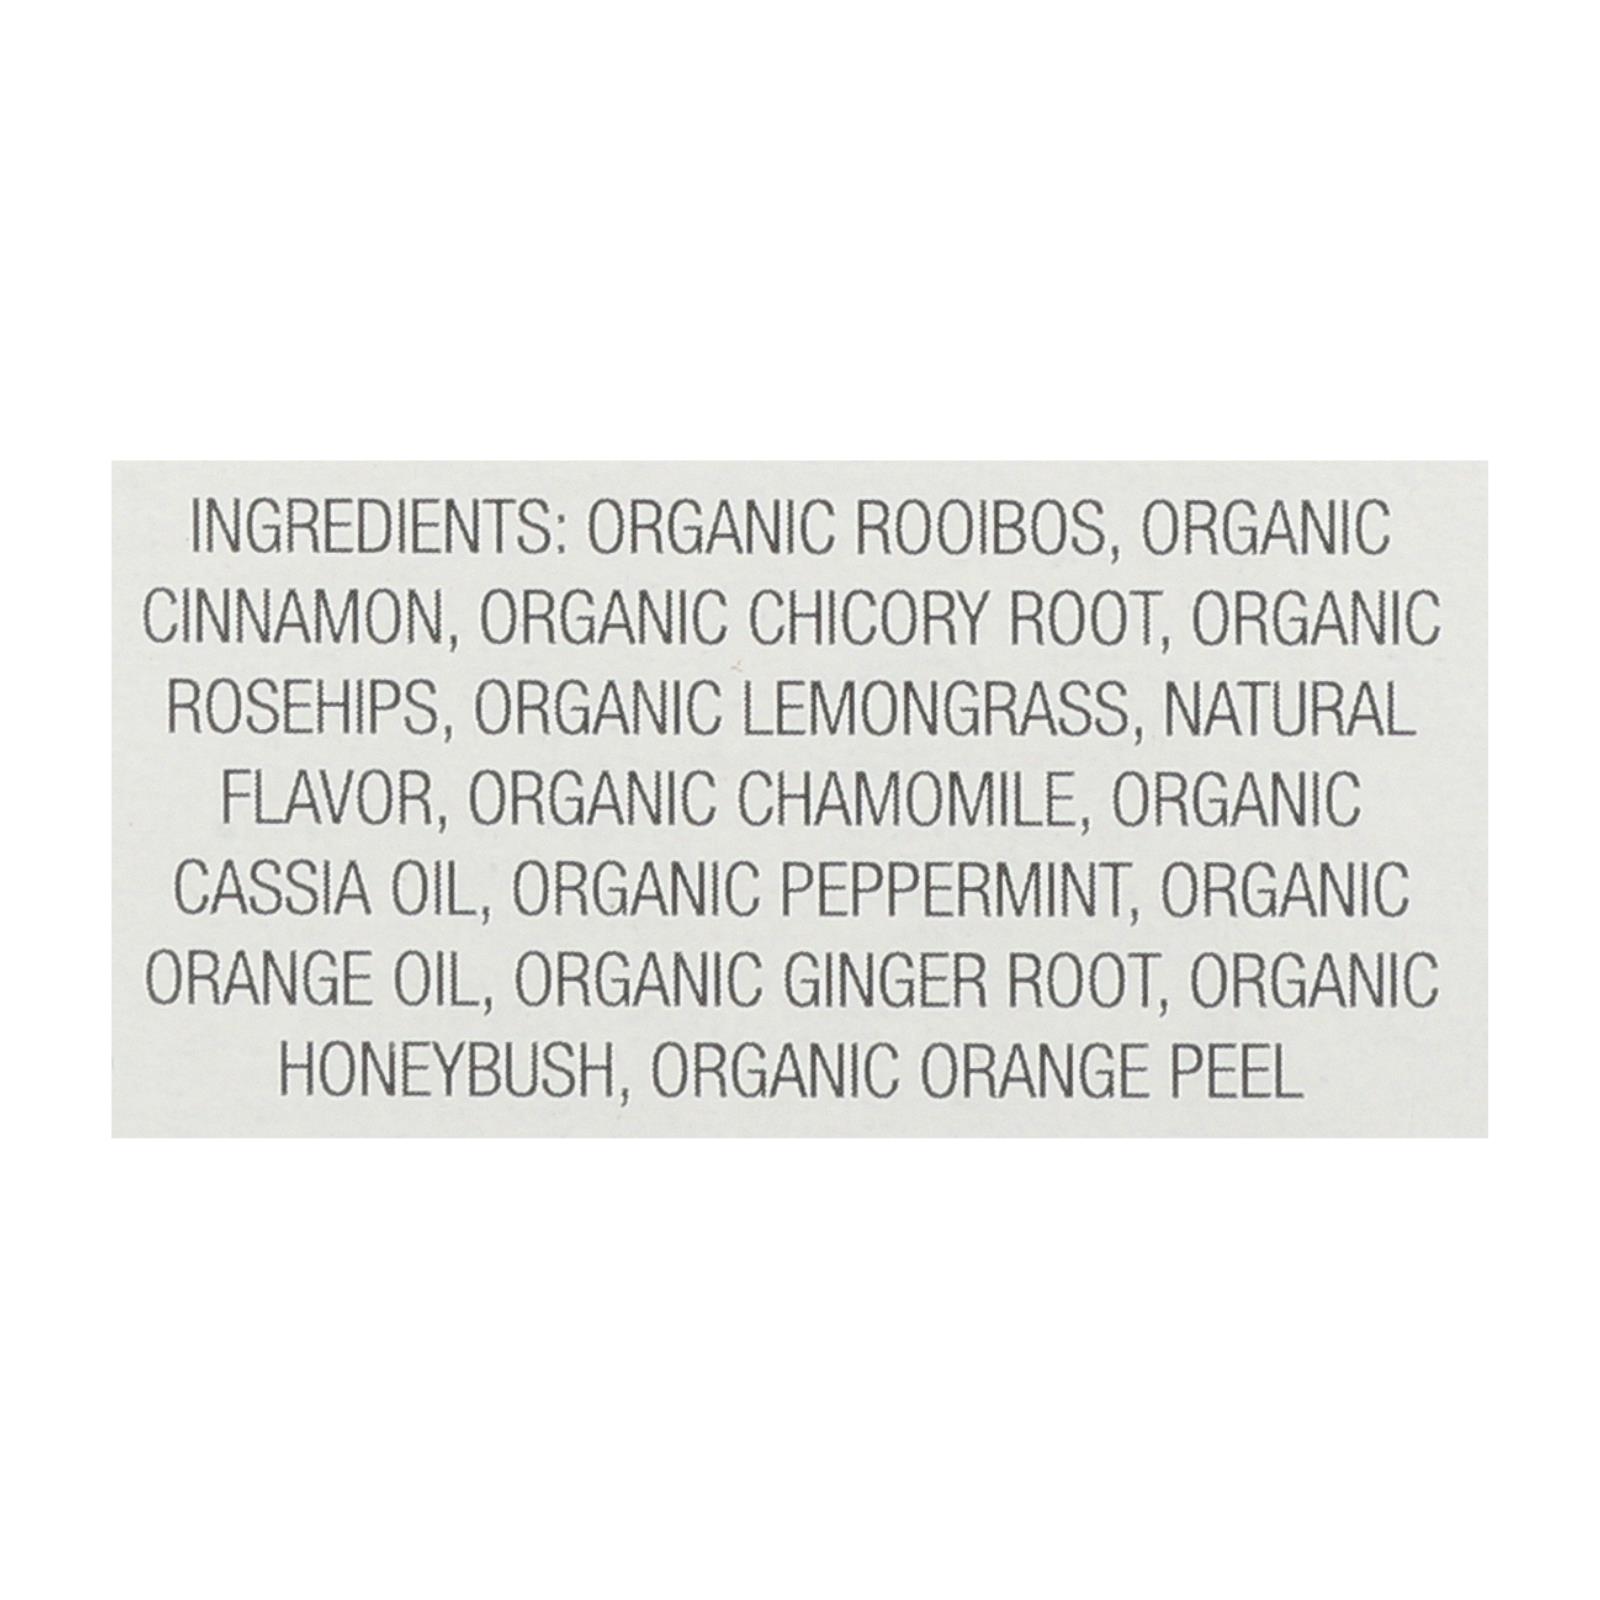 INGREDIENTS: ORGANIC ROOIBOS, ORGANIC
CINNAMON, ORGANIC CHICORY ROOT, ORGANIC
ROSEHIPS, ORGANIC LEMONGRASS, NATURAL
FLAVOR, ORGANIC CHAMOMILE, ORGANIC
CASSIA OIL, ORGANIC PEPPERMINT, ORGANIC
ORANGE OIL, ORGANIC GINGER ROOT, ORGANIC
HONEYBUSH, ORGANIC ORANGE PEEL